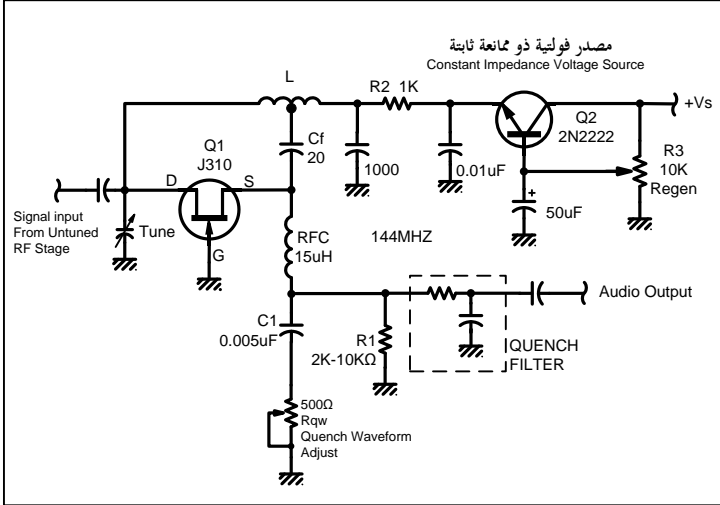 مصدر فولتية ذو ممانعة ثابتة
Constant Impedance Voltage Source
L
R2 1K
+Vs
Q1
J310
Cf
20
1000
0.01uF
Q2
2N2222
R3
10K
Regen
D
S
G
+
50uF
Signal input
From Untuned
RF Stage
Tune
RFC
15uH
144MHZ
Audio Output
C1
0.005uF
R1
2K-10KΩ
QUENCH
FILTER
500Ω
Rqw
Quench Waveform
Adjust